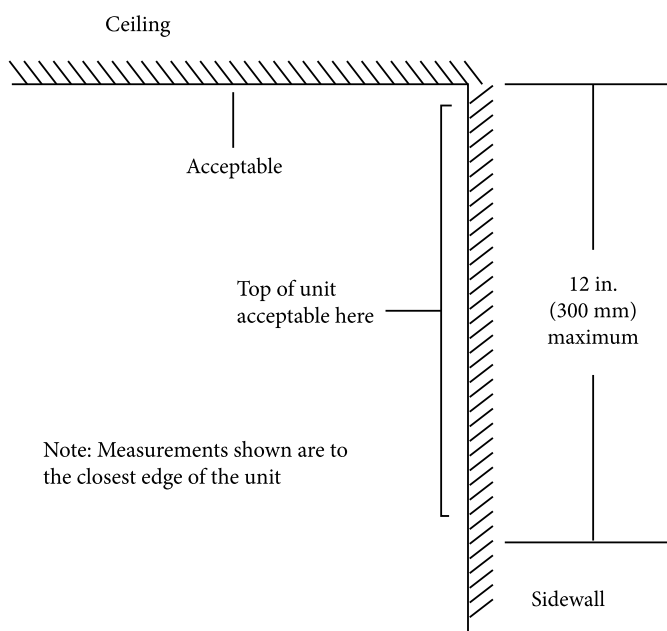 Ceiling
Acceptable
Top of unit
acceptable here
12 in.
(300 mm)
maximum
Note: Measurements shown are to
the closest edge of the unit
Sidewall